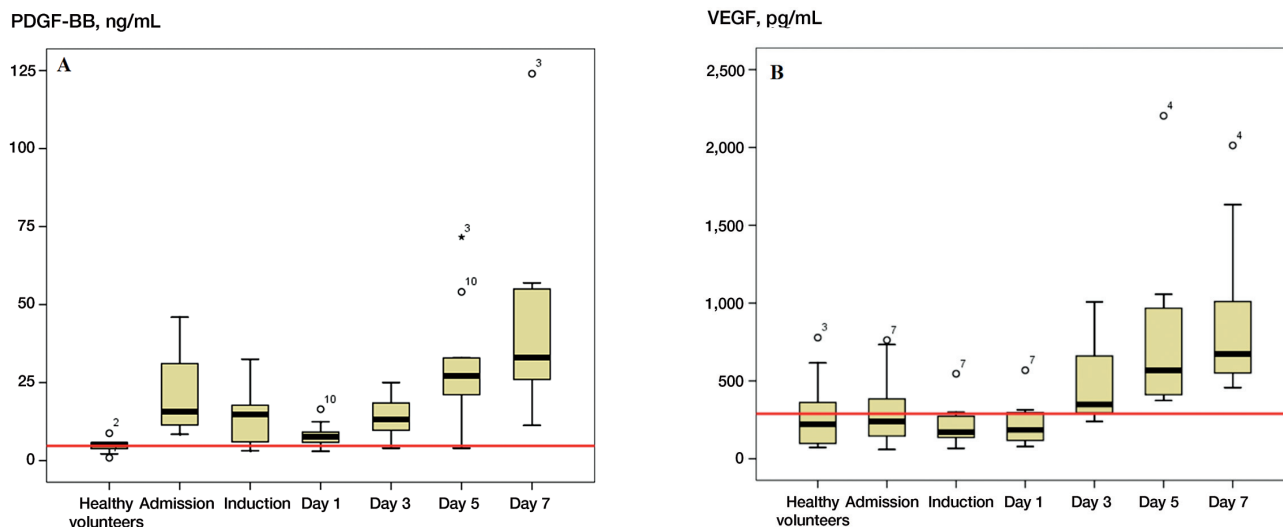 PDGF-BB, ng/mL
A
125
100
75
50
25
0
2
10
3
10
3
Healthy volunteers
Admission
Induction
Day 1
Day 3
Day 5
Day 7
VEGF, pg/mL
B
2,500
2,000
1,500
1,000
500
0
3
7
7
7
4
4
Healthy volunteers
Admission
Induction
Day 1
Day 3
Day 5
Day 7